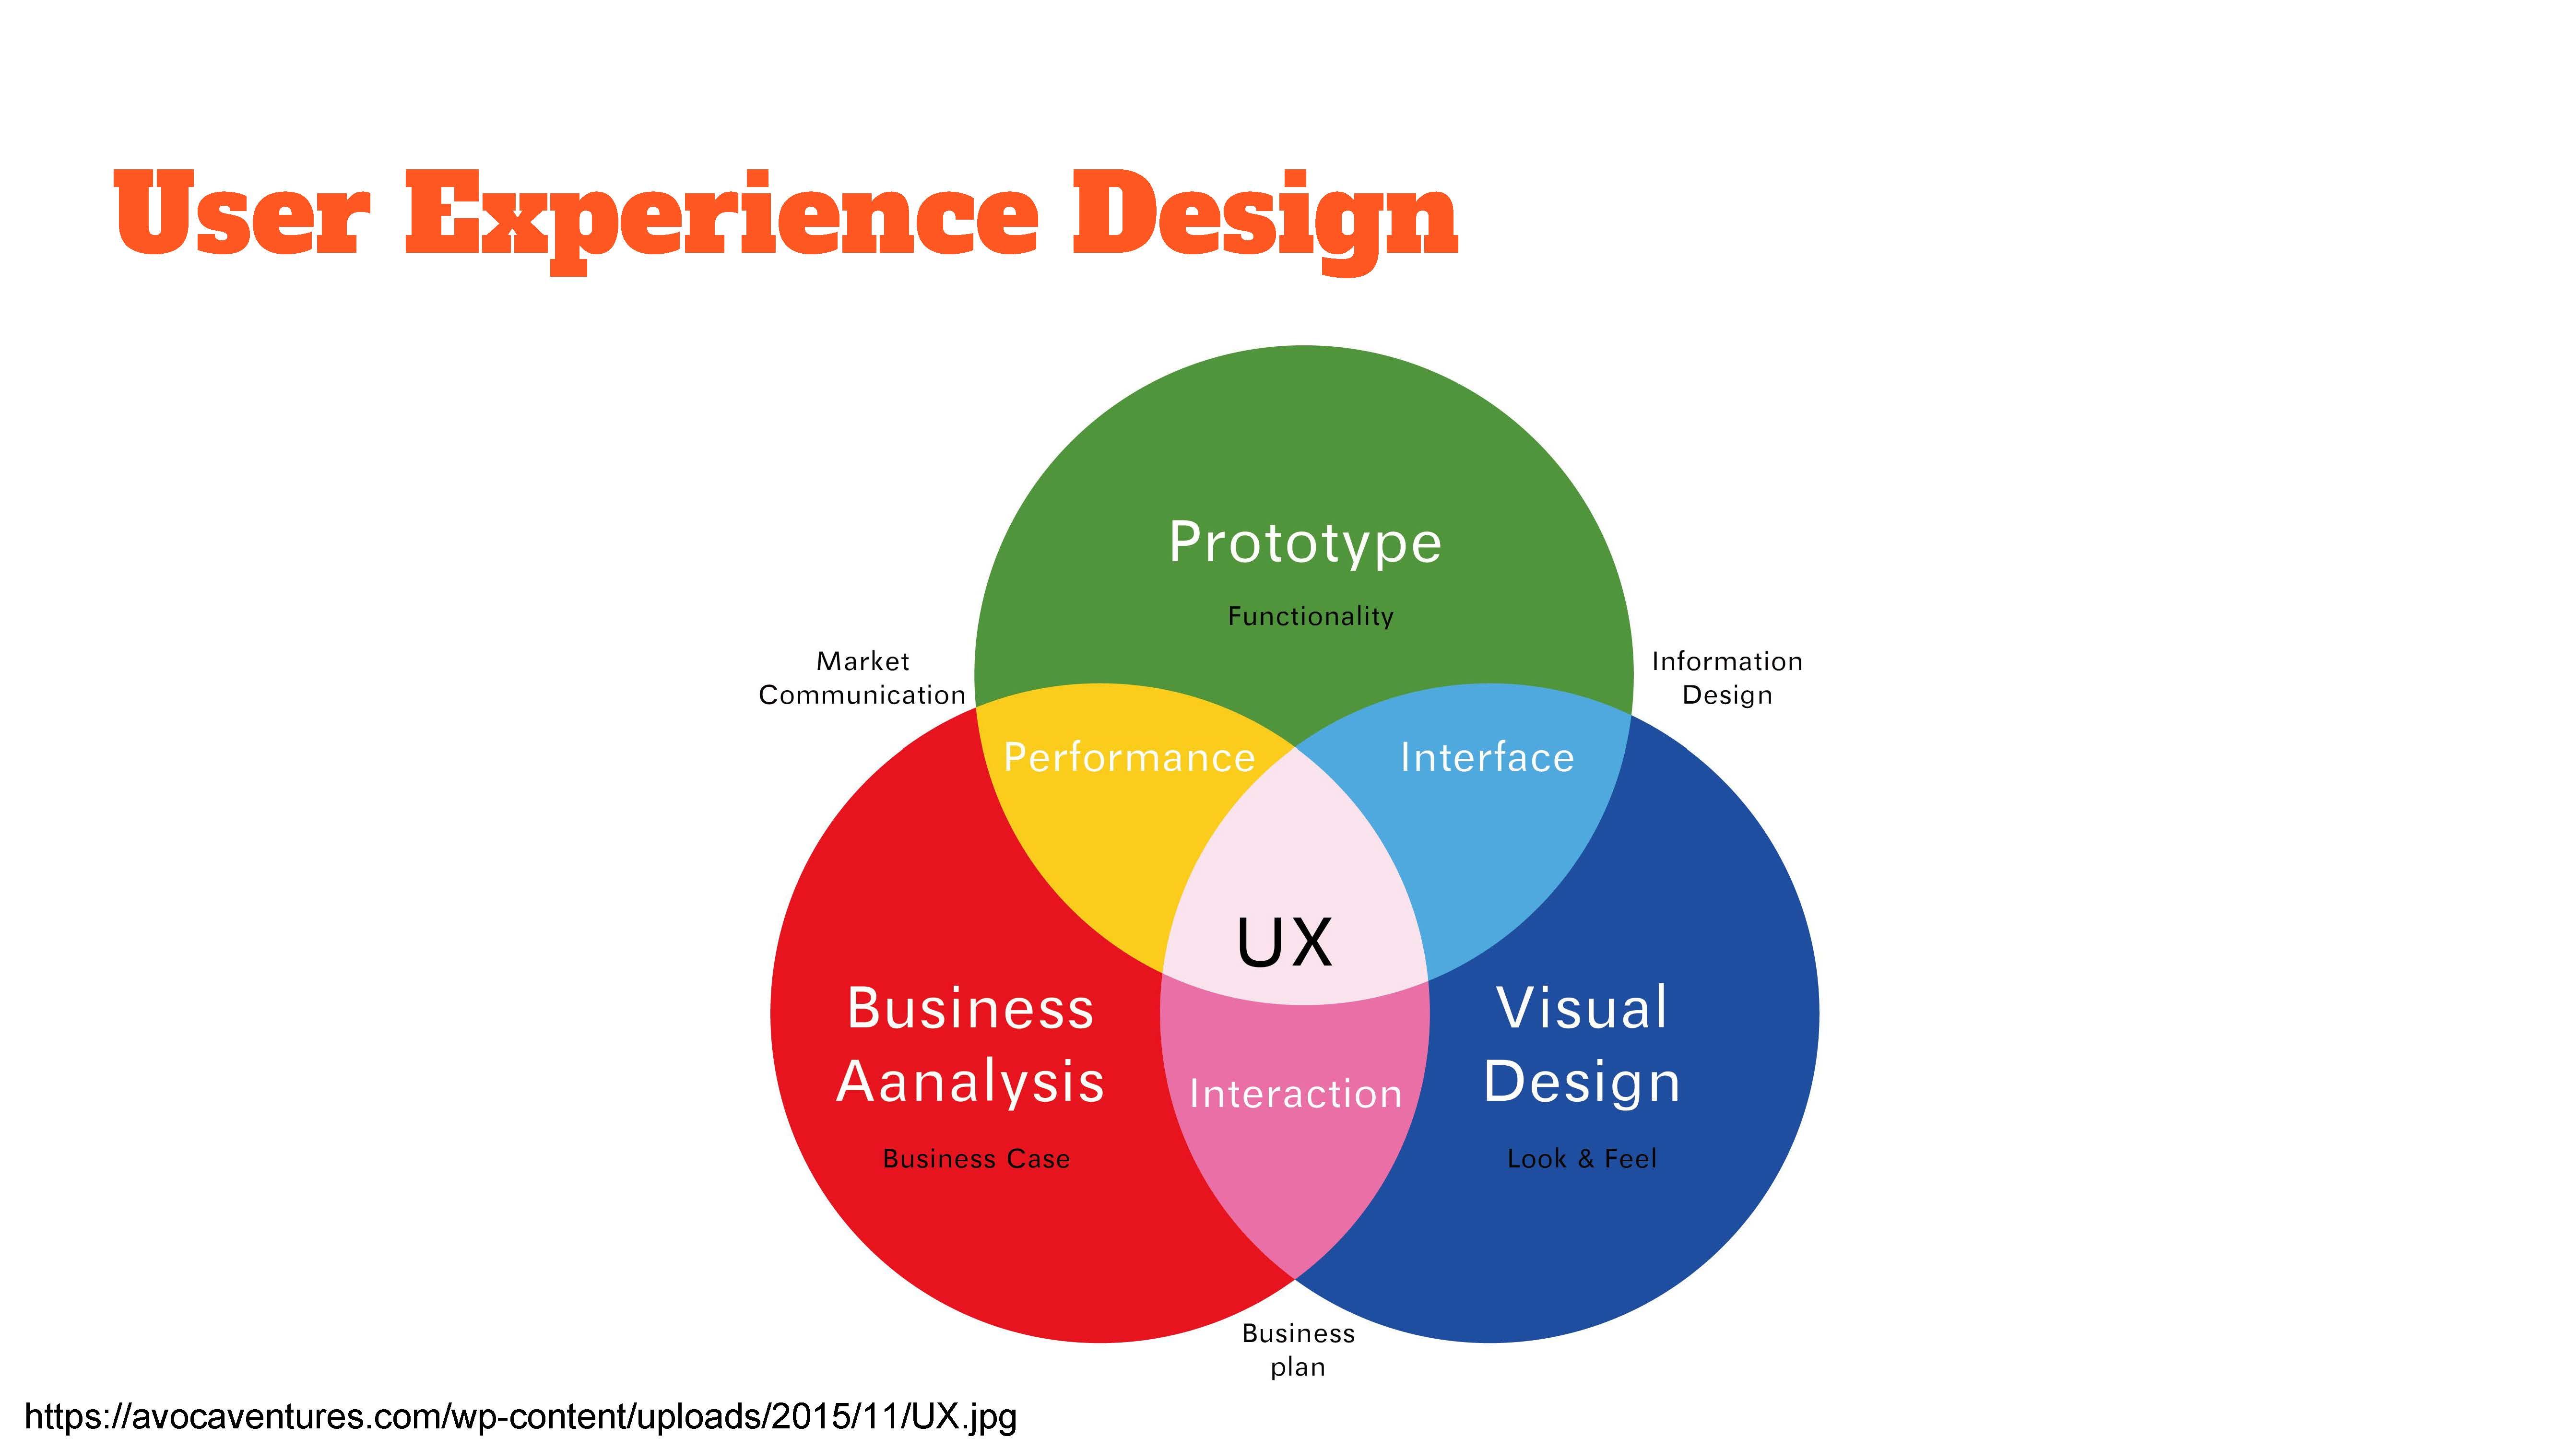 User Experience Design
Prototype
Functionality
Market
Communication
Information
Design
Performance
Interface
UX
Business
Aanalysis
Business Case
Interaction
Visual
Design
Look & Feel
Business
plan
https://avocaventures.com/wp-content/uploads/2015/11/UX.jpg